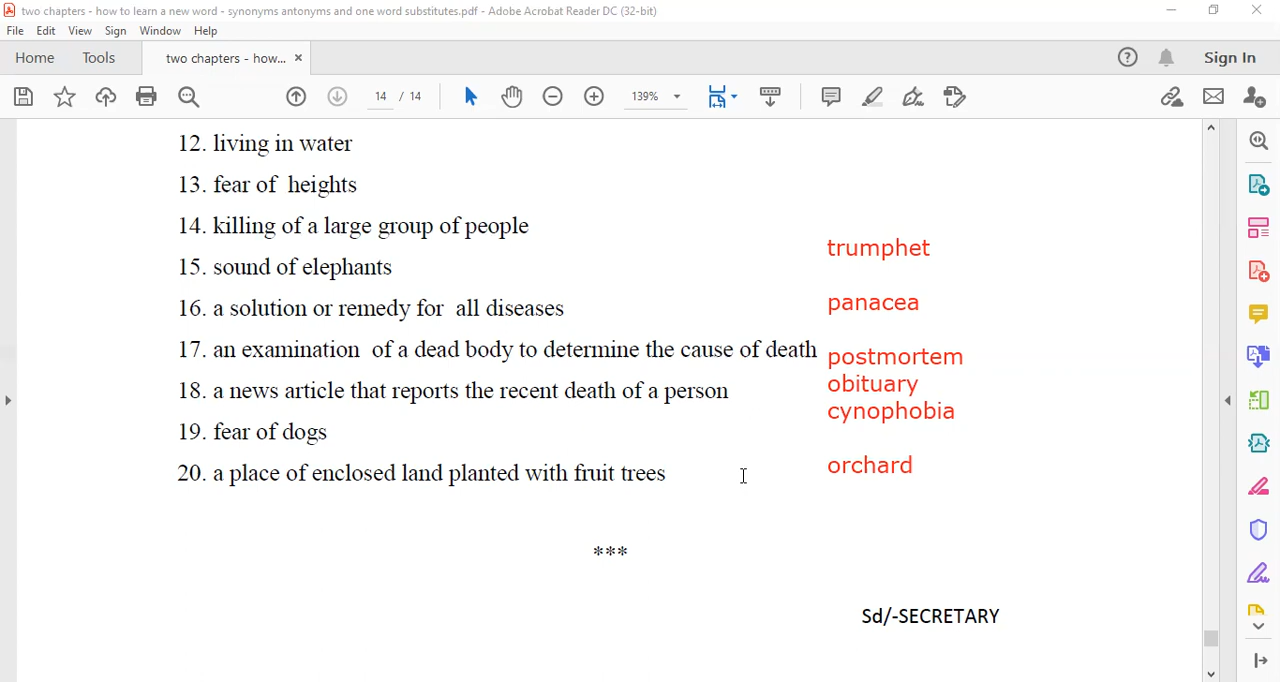 two chapters - how to learn a new word - synonyms antonyms and one word substitutes.pdf - Adobe Acrobat Reader DC (32-bit)
File Edit View Sign Window Help
Home Tools two chapters - how... × Sign In
14 / 14 139%
12. living in water
13. fear of heights
14. killing of a large group of people
trumphet
15. sound of elephants
panacea
16. a solution or remedy for all diseases
17. an examination of a dead body to determine the cause of death
postmortem
18. a news article that reports the recent death of a person
obituary
cynophobia
19. fear of dogs
orchard
20. a place of enclosed land planted with fruit trees
***
Sd/-SECRETARY